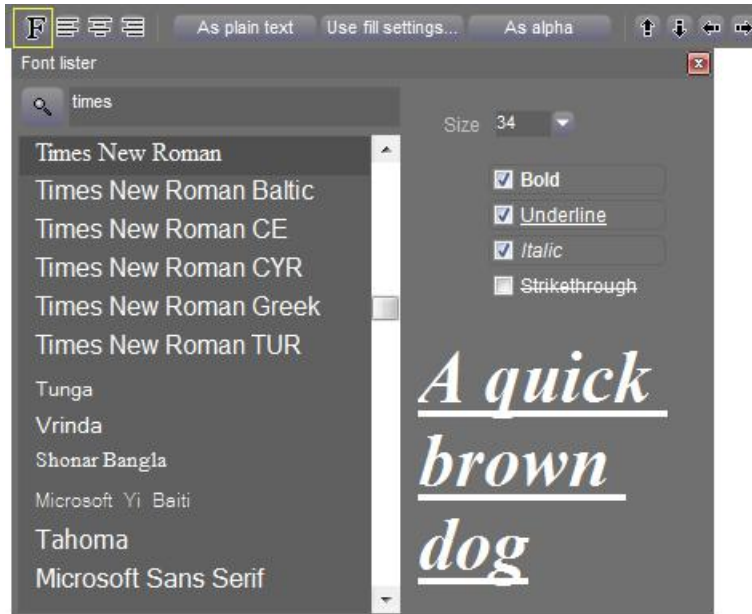 F As plain text Use fill settings... As alpha
Font lister
times
Size 34
Times New Roman
Times New Roman Baltic
Times New Roman CE
Times New Roman CYR
Times New Roman Greek
Times New Roman TUR
Tunga
Vrinda
Shonar Bangla
Microsoft Yi Baiti
Tahoma
Microsoft Sans Serif
Bold
Underline
Italic
Strikethrough
A quick
brown
dog